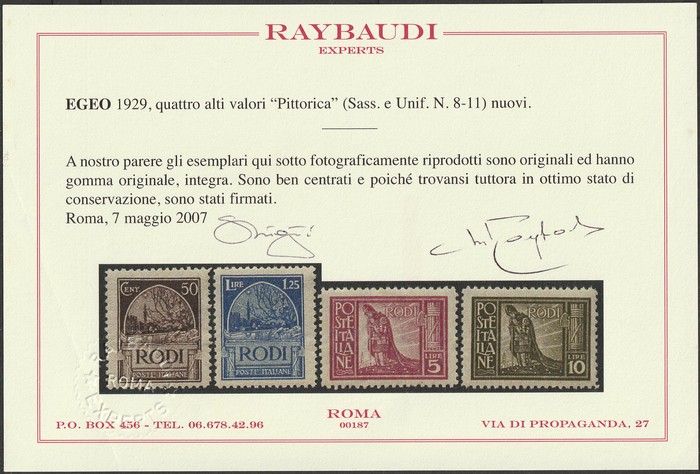 RAYBAUDI
EXPERTS
EGEO 1929, quattro alti valori “Pittorica” (Sass. e Unif. N. 8-11) nuovi.
A nostro parere gli esemplari qui sotto fotograficamente riprodotti sono originali ed hanno
gomma originale, integra. Sono ben centrati e poiché trovansi tuttora in ottimo stato di
conservazione, sono stati firmati.
Roma, 7 maggio 2007
CENT. 50
RODI
POSTE ITALIANE
LIRE 1,25
RODI
POSTE ITALIANE
POSTE ITALIANE
RODI
LIRE
5
POSTE ITALIANE
RODI
LIRE
10
ROMA
EXPERTS
ROMA
00187
P.O. BOX 456 - TEL. 06.678.42.96
VIA DI PROPAGANDA, 27